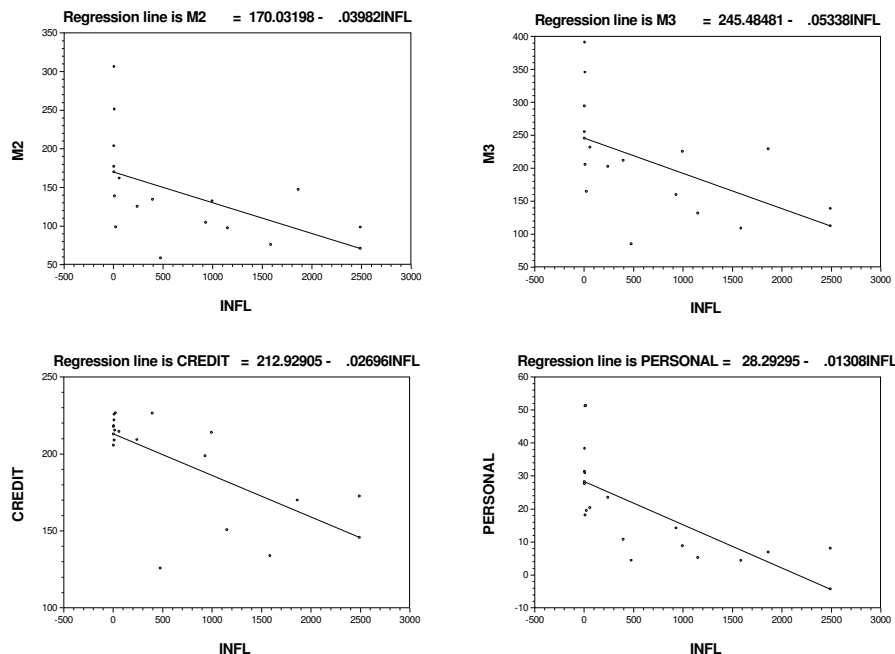 Regression line is M2 = 170.03198 - .03982INFL
400
350
300
250
200
150
100
50
-500 0 500 1000 1500 2000 2500 3000
M2
INFL
Regression line is M3 = 245.48481 - .05338INFL
400
350
300
250
200
150
100
50
-500 0 500 1000 1500 2000 2500 3000
M3
INFL
Regression line is CREDIT = 212.92905 - .02696INFL
250
200
150
100
-500 0 500 1000 1500 2000 2500 3000
CREDIT
INFL
Regression line is PERSONAL = 28.29295 - .01308INFL
60
50
40
30
20
10
0
-10
-500 0 500 1000 1500 2000 2500 3000
PERSONAL
INFL